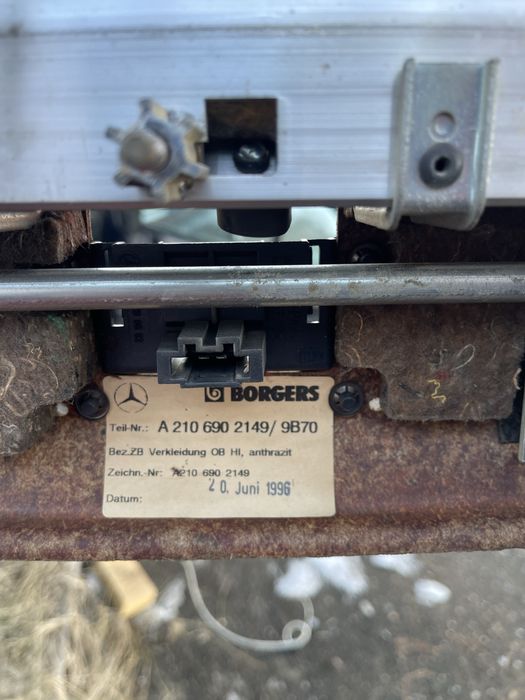 BORGERS
Teil-Nr.: A 210 690 2149/ 9B70
Bez.ZB Verkleidung OB HI, anthrazit
Zeichn.-Nr: A210 690 2149
20. Juni 1996
Datum: